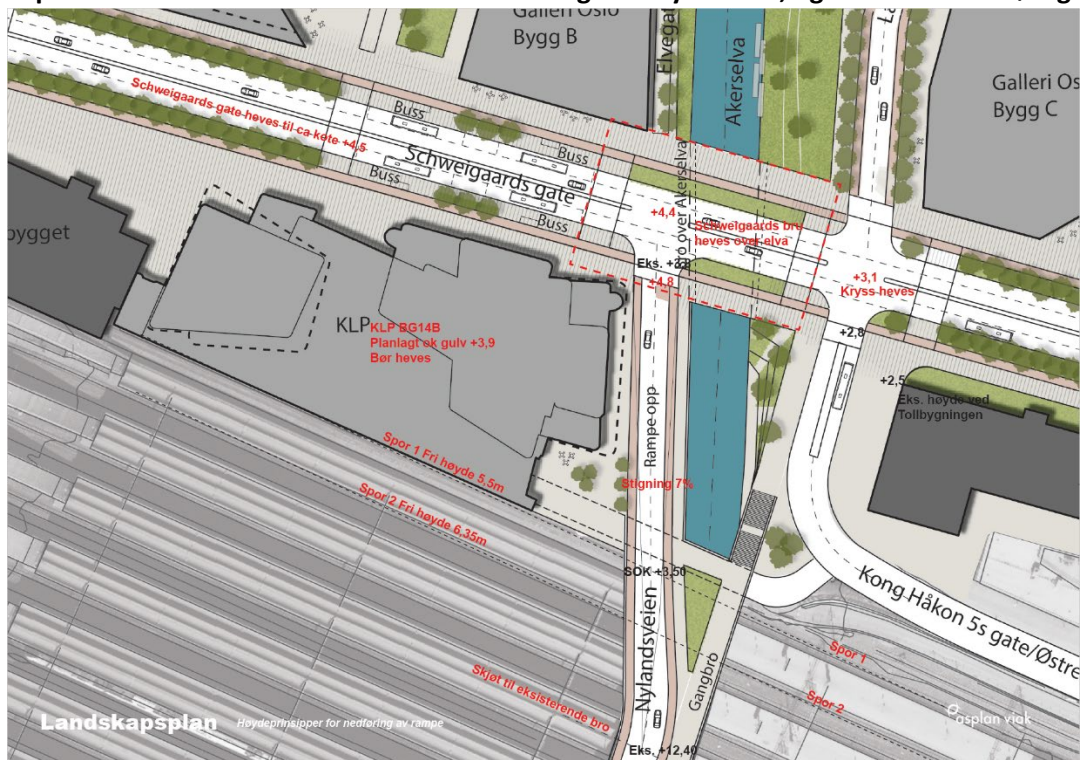 Galleri Oslo
Bygg B
Elvegat
Akerselva
Galleri Os
Bygg C
Schweigaards gate heves til ca kote +4,5
Buss
Schweigaards gate
Buss
Buss
Buss
Bro over Akerselva
+4,4
Schweigaards bru
heves over elva
+4,8
+3,1
Kryss heves
+2,8
+2,5
Eks. høyde ved
Tollbygningen
bygget
KLP
KLP BG14B
Planlagt ok gulv +3,9
Bør heves
Rampe opp
Stigning 7%
Spor 1 Fri høyde 5,5m
Spor 2 Fri høyde 6,35m
SOK +3,50
Nylandsveien
Gangbro
Kong Håkon 5s gate/Østre
Spor 1
Spor 2
Skjøt til eksisterende bro
Eks. +12,40
Landskapsplan
Høydeprinsipper for nedføring av rampe
asplan viak